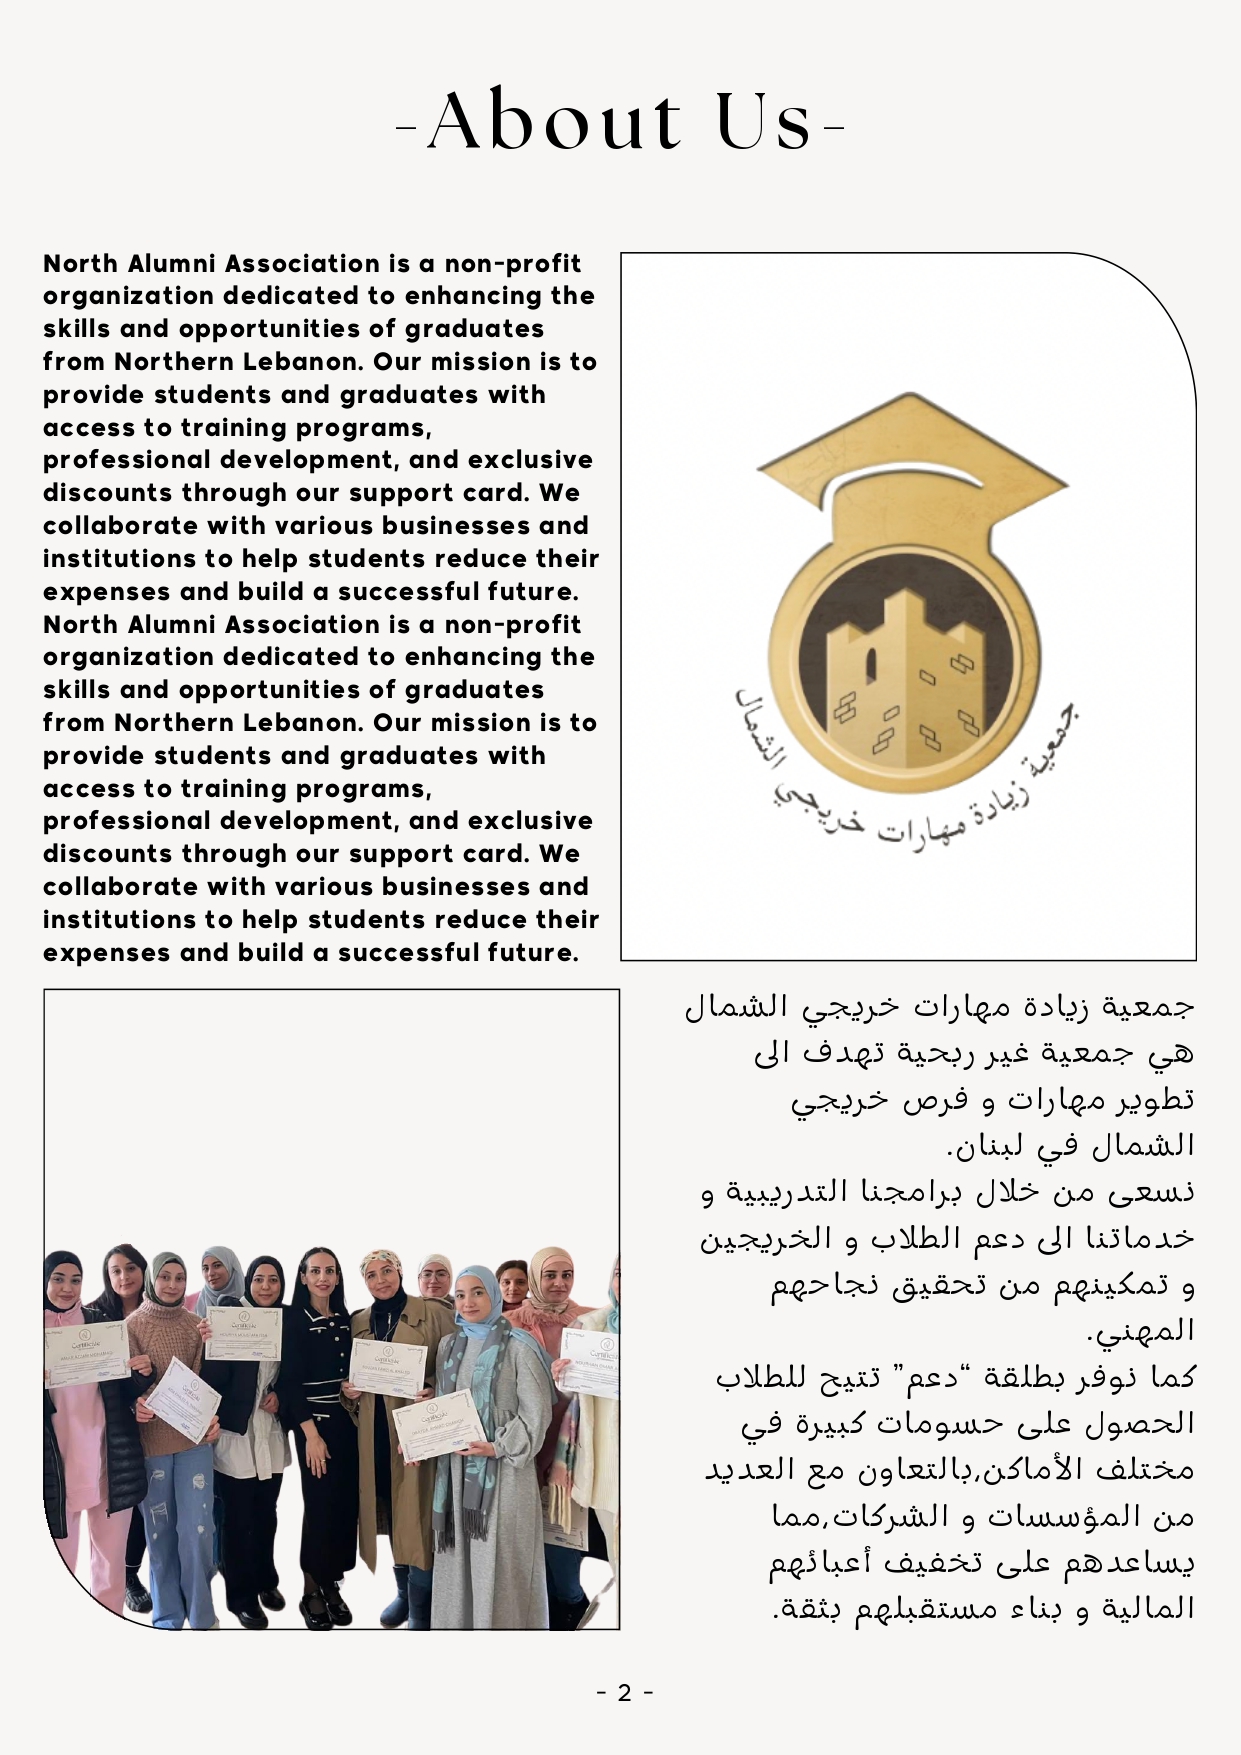 -About Us-
North Alumni Association is a non-profit
organization dedicated to enhancing the
skills and opportunities of graduates
from Northern Lebanon. Our mission is to
provide students and graduates with
access to training programs,
professional development, and exclusive
discounts through our support card. We
collaborate with various businesses and
institutions to help students reduce their
expenses and build a successful future.
North Alumni Association is a non-profit
organization dedicated to enhancing the
skills and opportunities of graduates
from Northern Lebanon. Our mission is to
provide students and graduates with
access to training programs,
professional development, and exclusive
discounts through our support card. We
collaborate with various businesses and
institutions to help students reduce their
expenses and build a successful future.
جمعية زيادة مهارات خريجي الشمال
جمعية زيادة مهارات خريجي الشمال
هي جمعية غير ربحية تهدف الى
تطوير مهارات و فرص خريجي
الشمال في لبنان.
نسعى من خلال برامجنا التدريبية و
خدماتنا الى دعم الطلاب و الخريجين
و تمكينهم من تحقيق نجاحهم
المهني.
كما نوفر بطلقة “دعم” تتيح للطلاب
الحصول على حسومات كبيرة في
مختلف الأماكن,بالتعاون مع العديد
من المؤسسات و الشركات,مما
يساعدهم على تخفيف أعبائهم
المالية و بناء مستقبلهم بثقة.
Certificate
Certificate
Certificate
Certificate
- 2 -